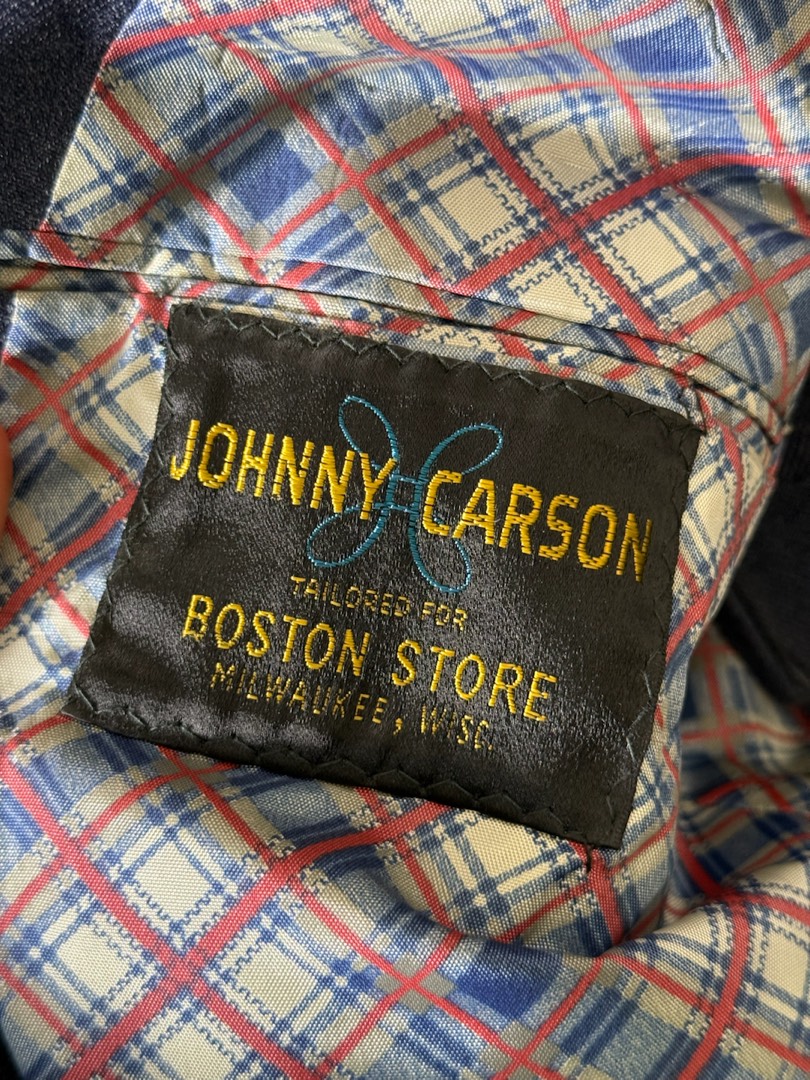 JOHNNY CARSON
TAILORED FOR
BOSTON STORE
MILWAUKEE, WISC.